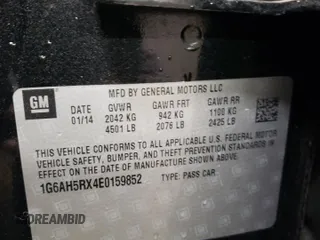 MFD BY GENERAL MOTORS LLC
GM
DATE GVWR GAWR FRT GAWR RR
01/14 2042 KG 942 KG 1100 KG
4501 LB 2076 LB 2425 LB
THIS VEHICLE CONFORMS TO ALL APPLICABLE U.S. FEDERAL MOTOR
VEHICLE SAFETY, BUMPER, AND THEFT PREVENTION STANDARDS IN
EFFECT ON THE DATE OF MANUFACTURE SHOWN ABOVE.
1G6AH5RX4E0159852 TYPE: PASS CAR
DREAMBID